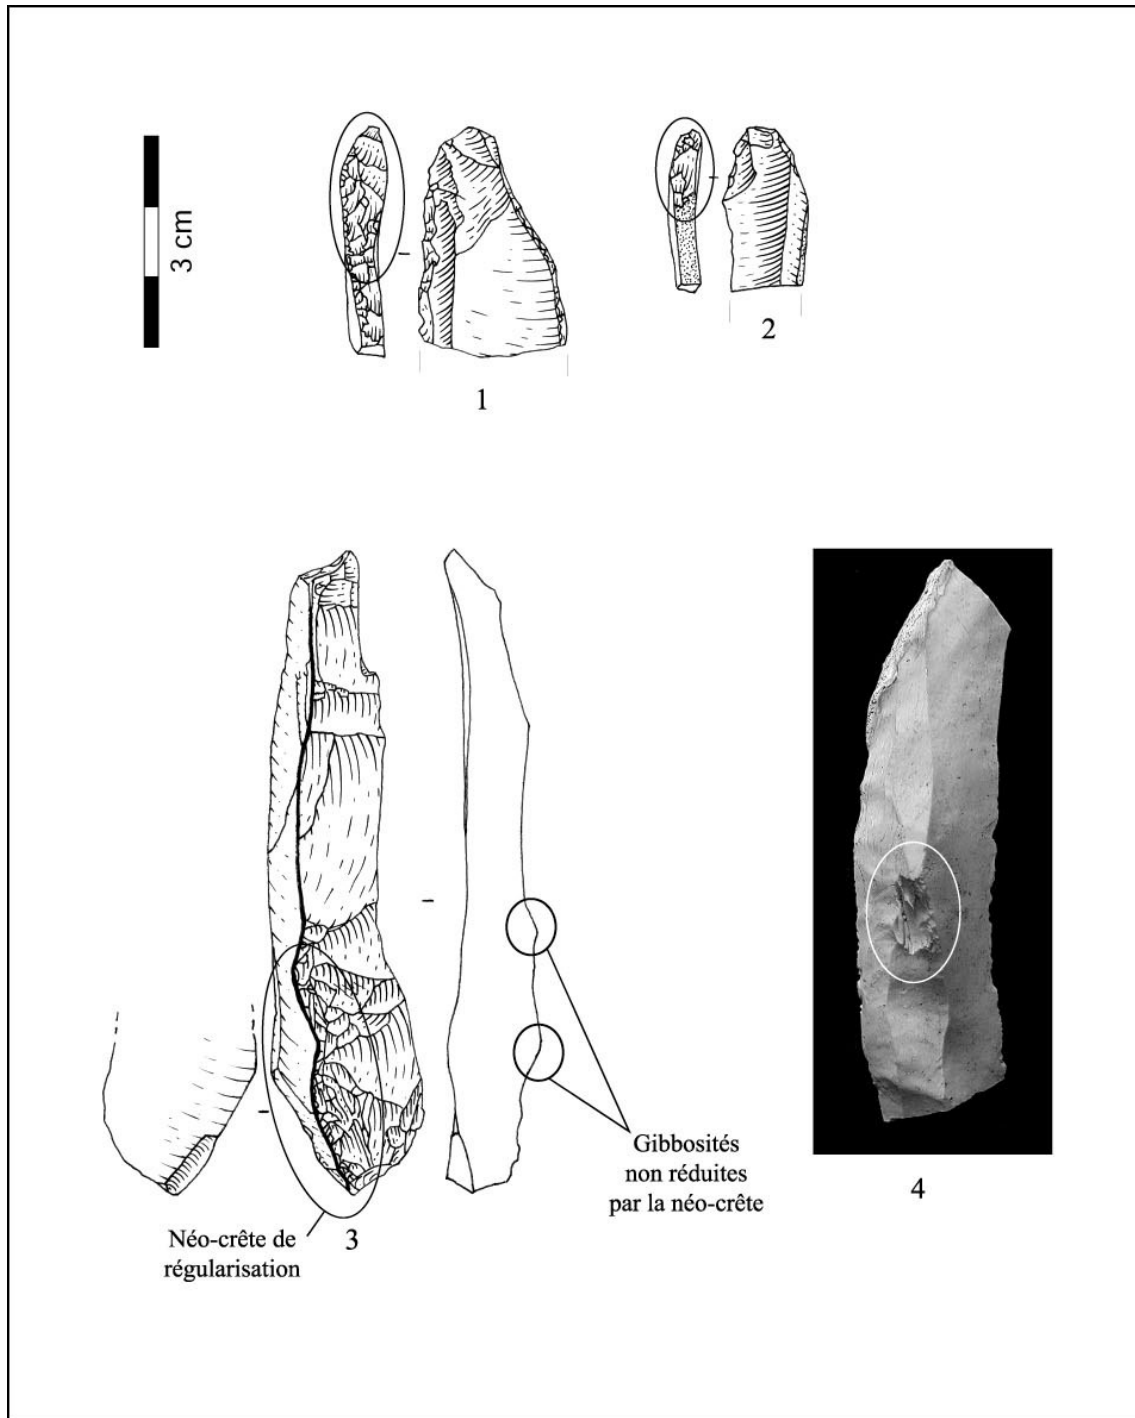 3 cm
1
2
Gibbosités
non réduites
par la néo-crête
4
3
Néo-crête de
régularisation